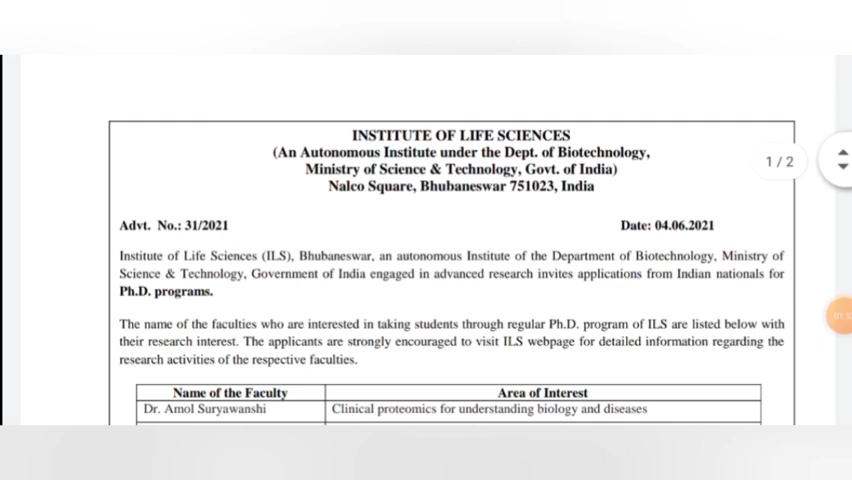 INSTITUTE OF LIFE SCIENCES
(An Autonomous Institute under the Dept. of Biotechnology,
Ministry of Science & Technology, Govt. of India)
Nalco Square, Bhubaneswar 751023, India
1 / 2
Advt. No.: 31/2021 Date: 04.06.2021
Institute of Life Sciences (ILS), Bhubaneswar, an autonomous Institute of the Department of Biotechnology, Ministry of
Science & Technology, Government of India engaged in advanced research invites applications from Indian nationals for
Ph.D. programs.
The name of the faculties who are interested in taking students through regular Ph.D. program of ILS are listed below with
their research interest. The applicants are strongly encouraged to visit ILS webpage for detailed information regarding the
research activities of the respective faculties.
Name of the Faculty Area of Interest
Dr. Amol Suryawanshi Clinical proteomics for understanding biology and diseases